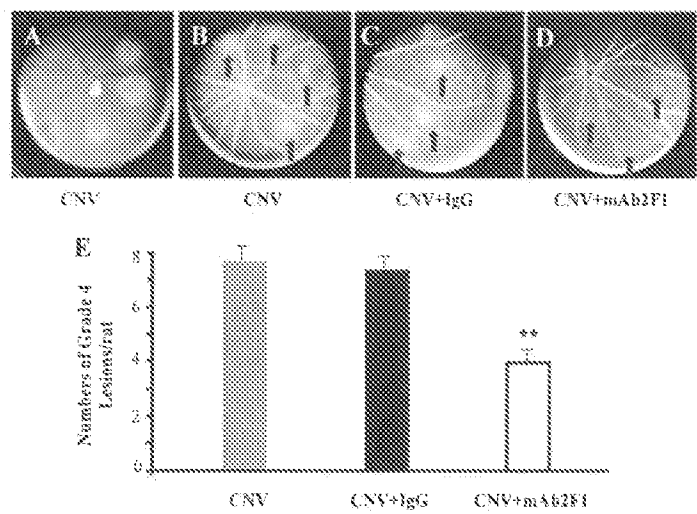 A B C D
CNV CNV CNV+IgG CNV+mAb2F1
E
Numbers of Grade 4
Lesions/rat
8
6
4
2
0
**
CNV CNV+IgG CNV+mAb2F1